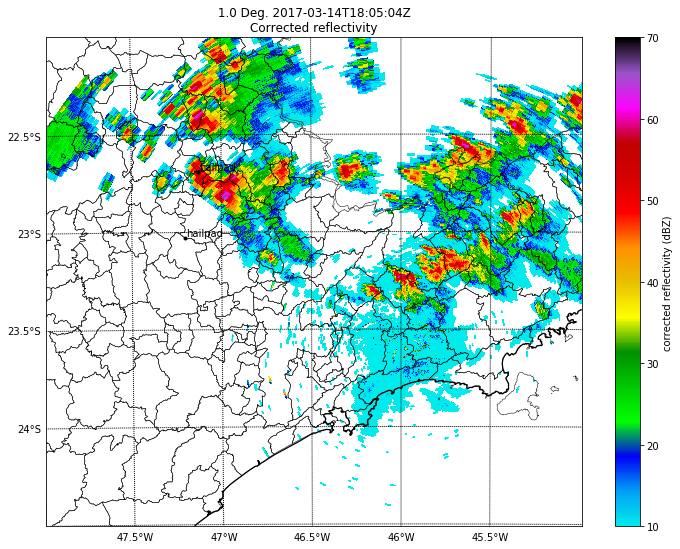 1.0 Deg. 2017-03-14T18:05:04Z
Corrected reflectivity
70
60
50
40
30
20
10
corrected reflectivity (dBZ)
22.5°S
23°S
23.5°S
24°S
hailpad
hailpad
47.5°W
47°W
46.5°W
46°W
45.5°W